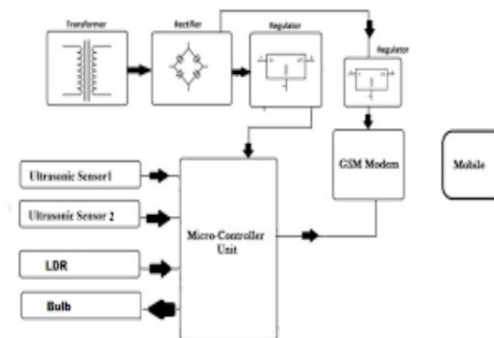 Transformer
Rectifier
Regulator
Regulator
GSM Modem
Mobile
Ultrasonic Sensor1
Ultrasonic Sensor 2
Micro-Controller
Unit
LDR
Bulb